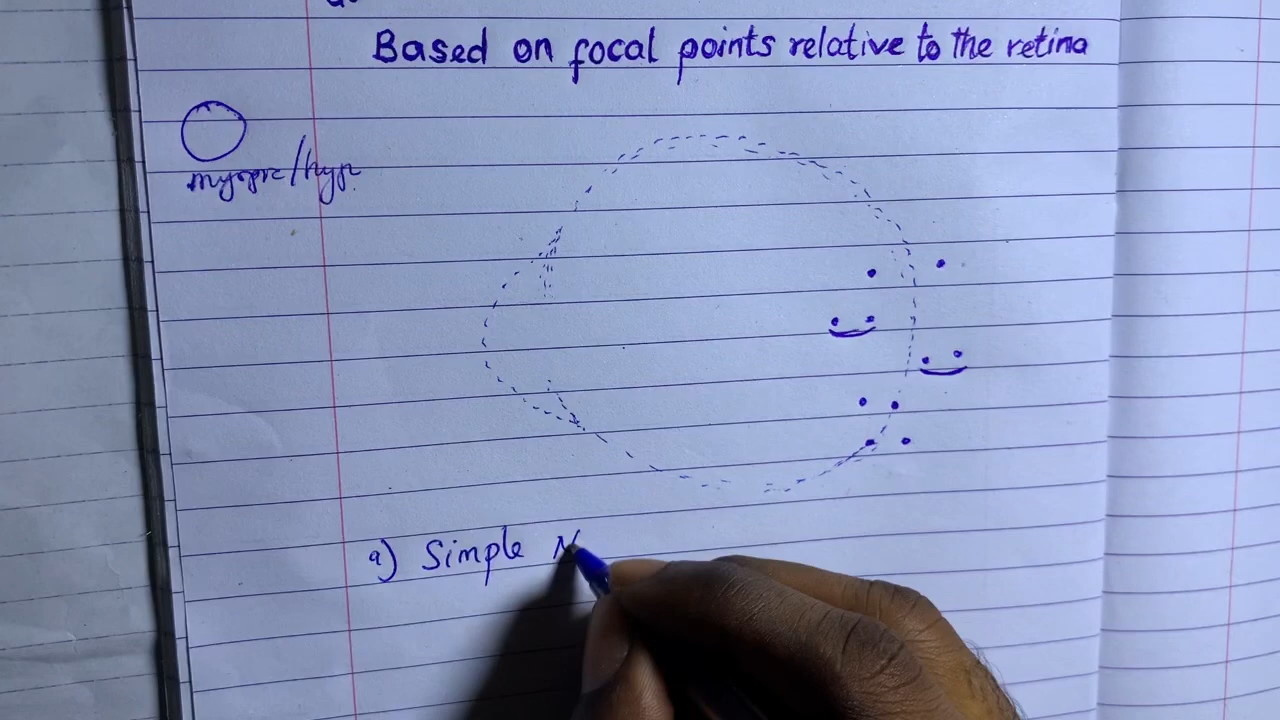 Based on focal points relative to the retina
myopic/hyp.
a) Simple